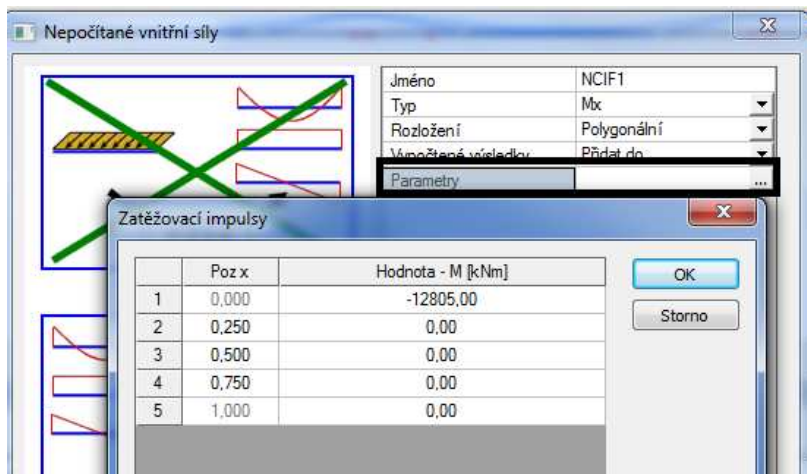 Nepočítané vnitřní síly
Jméno NCIF1
Typ Mx
Rozložení Polygonální
Vypočtené výsledky Přidat do
Parametry ...
Zatěžovací impulsy
Poz x Hodnota - M [kNm]
1 0,000 -12805,00
2 0,250 0,00
3 0,500 0,00
4 0,750 0,00
5 1,000 0,00
OK
Storno